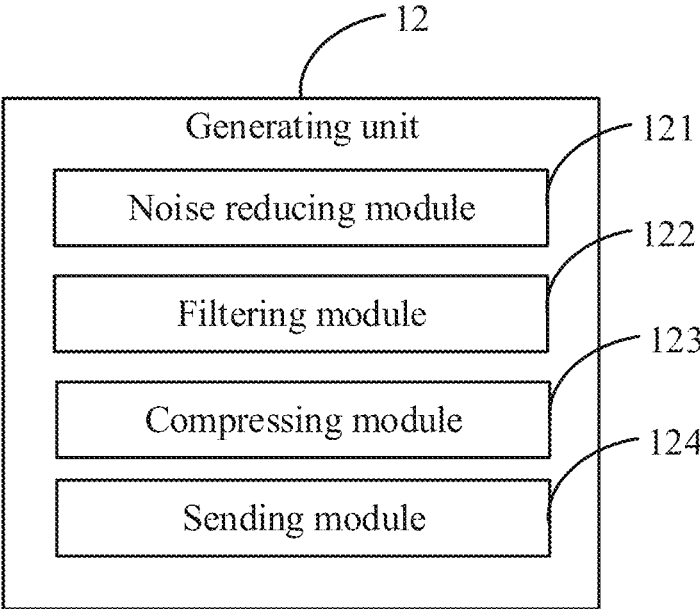 12
Generating unit
121
Noise reducing module
122
Filtering module
123
Compressing module
124
Sending module